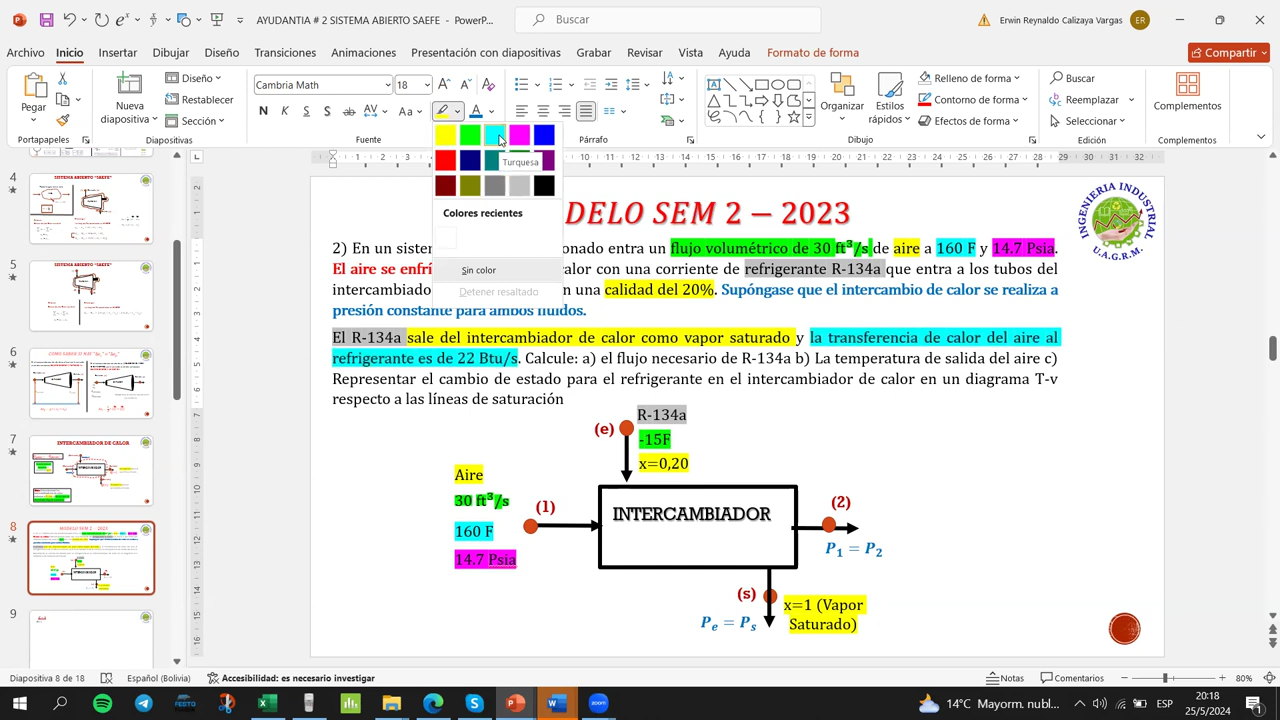 AYUDANTIA # 2 SISTEMA ABIERTO SAEFE - PowerP...
Buscar
Erwin Reynaldo Calizaya Vargas
ER
Archivo Inicio Insertar Dibujar Diseño Transiciones Animaciones Presentación con diapositivas Grabar Revisar Vista Ayuda Formato de forma
Compartir
Pegar
Portapapeles
Nueva diapositiva
Diseño
Restablecer
Sección
Diapositivas
Cambria Math 18
N K S S ab AV Aa A
Fuente
Párrafo
Organizar
Estilos rápidos
Relleno de forma
Contorno de forma
Efectos de forma
Dibujo
Buscar
Reemplazar
Seleccionar
Edición
Complementos
Complementos
Turquesa
Colores recientes
Sin color
Detener resaltado
4
SISTEMA ABIERTO "SAEFE"
6
7
INTERCAMBIADOR DE CALOR
8
MODELO SEM 2 – 2023
9
DELO SEM 2 − 2023
INGENIERIA INDUSTRIAL
U.A.G.R.M.
2) En un sistem onado entra un flujo volumétrico de 30 ft³/s de aire a 160 F y 14.7 Psia.
El aire se enfrí alor con una corriente de refrigerante R-134a que entra a los tubos del
intercambiado n una calidad del 20%. Supóngase que el intercambio de calor se realiza a
presión constante para ambos fluidos.
El R-134a sale del intercambiador de calor como vapor saturado y la transferencia de calor del aire al
refrigerante es de 22 Btu/s. Calcule: a) el flujo necesario de R-134a b) La temperatura de salida del aire c)
Representar el cambio de estado para el refrigerante en el intercambiador de calor en un diagrama T-v
respecto a las líneas de saturación
R-134a
(e)
-15F
x=0,20
Aire
30 ft³/s
(1)
160 F
14.7 Psia
INTERCAMBIADOR
(2)
P₁ = P₂
(s)
x=1 (Vapor
Saturado)
Pₑ = Pₛ
Diapositiva 8 de 18 Español (Bolivia) Accesibilidad: es necesario investigar
Notas Comentarios 80%
14°C Mayorm. nubl... ESP
20:18
25/5/2024